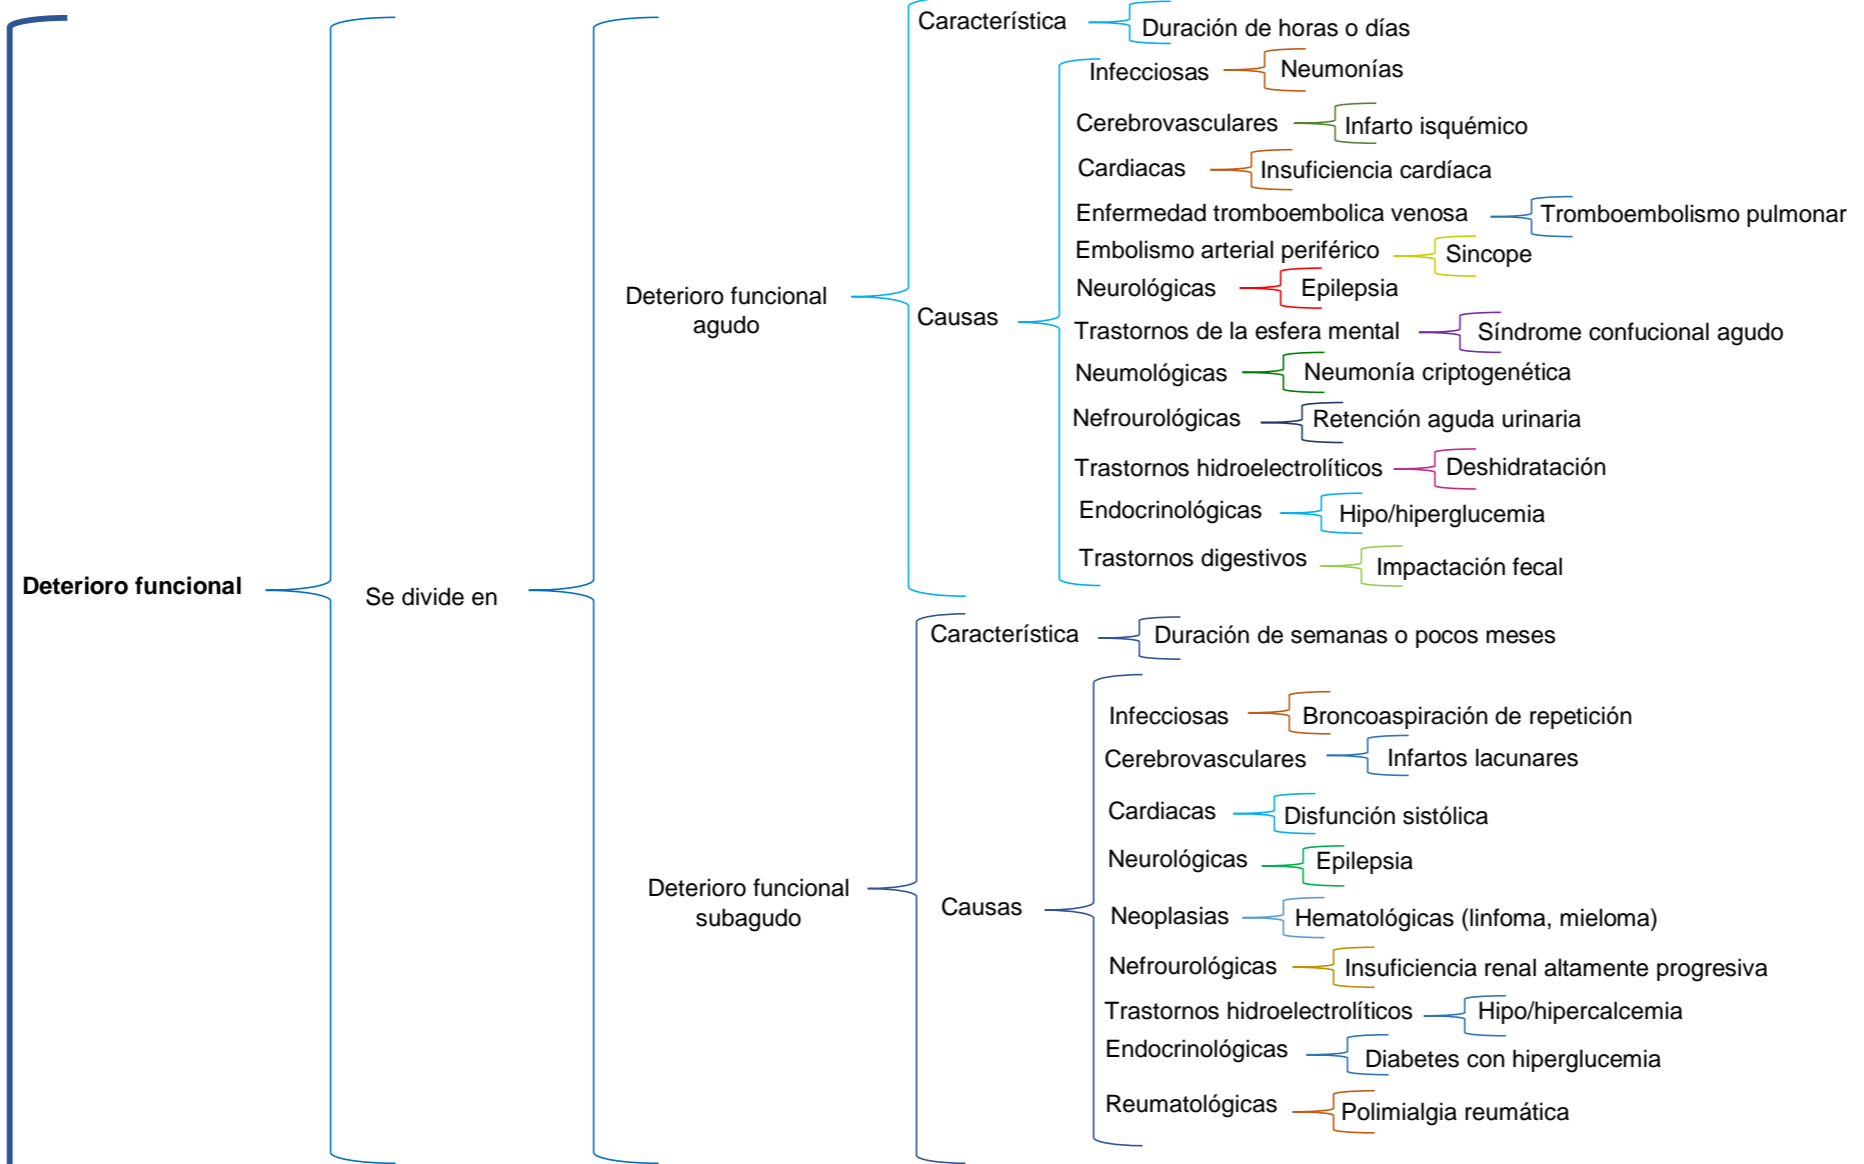 Deterioro funcional
Se divide en
Deterioro funcional
agudo
Característica
Duración de horas o días
Causas
Infecciosas
Neumonías
Cerebrovasculares
Infarto isquémico
Cardiacas
Insuficiencia cardíaca
Enfermedad tromboembolica venosa
Tromboembolismo pulmonar
Embolismo arterial periférico
Sincope
Neurológicas
Epilepsia
Trastornos de la esfera mental
Síndrome confucional agudo
Neumológicas
Neumonía criptogenética
Nefrourológicas
Retención aguda urinaria
Trastornos hidroelectrolíticos
Deshidratación
Endocrinológicas
Hipo/hiperglucemia
Trastornos digestivos
Impactación fecal
Deterioro funcional
subagudo
Característica
Duración de semanas o pocos meses
Causas
Infecciosas
Broncoaspiración de repetición
Cerebrovasculares
Infartos lacunares
Cardiacas
Disfunción sistólica
Neurológicas
Epilepsia
Neoplasias
Hematológicas (linfoma, mieloma)
Nefrourológicas
Insuficiencia renal altamente progresiva
Trastornos hidroelectrolíticos
Hipo/hipercalcemia
Endocrinológicas
Diabetes con hiperglucemia
Reumatológicas
Polimialgia reumática